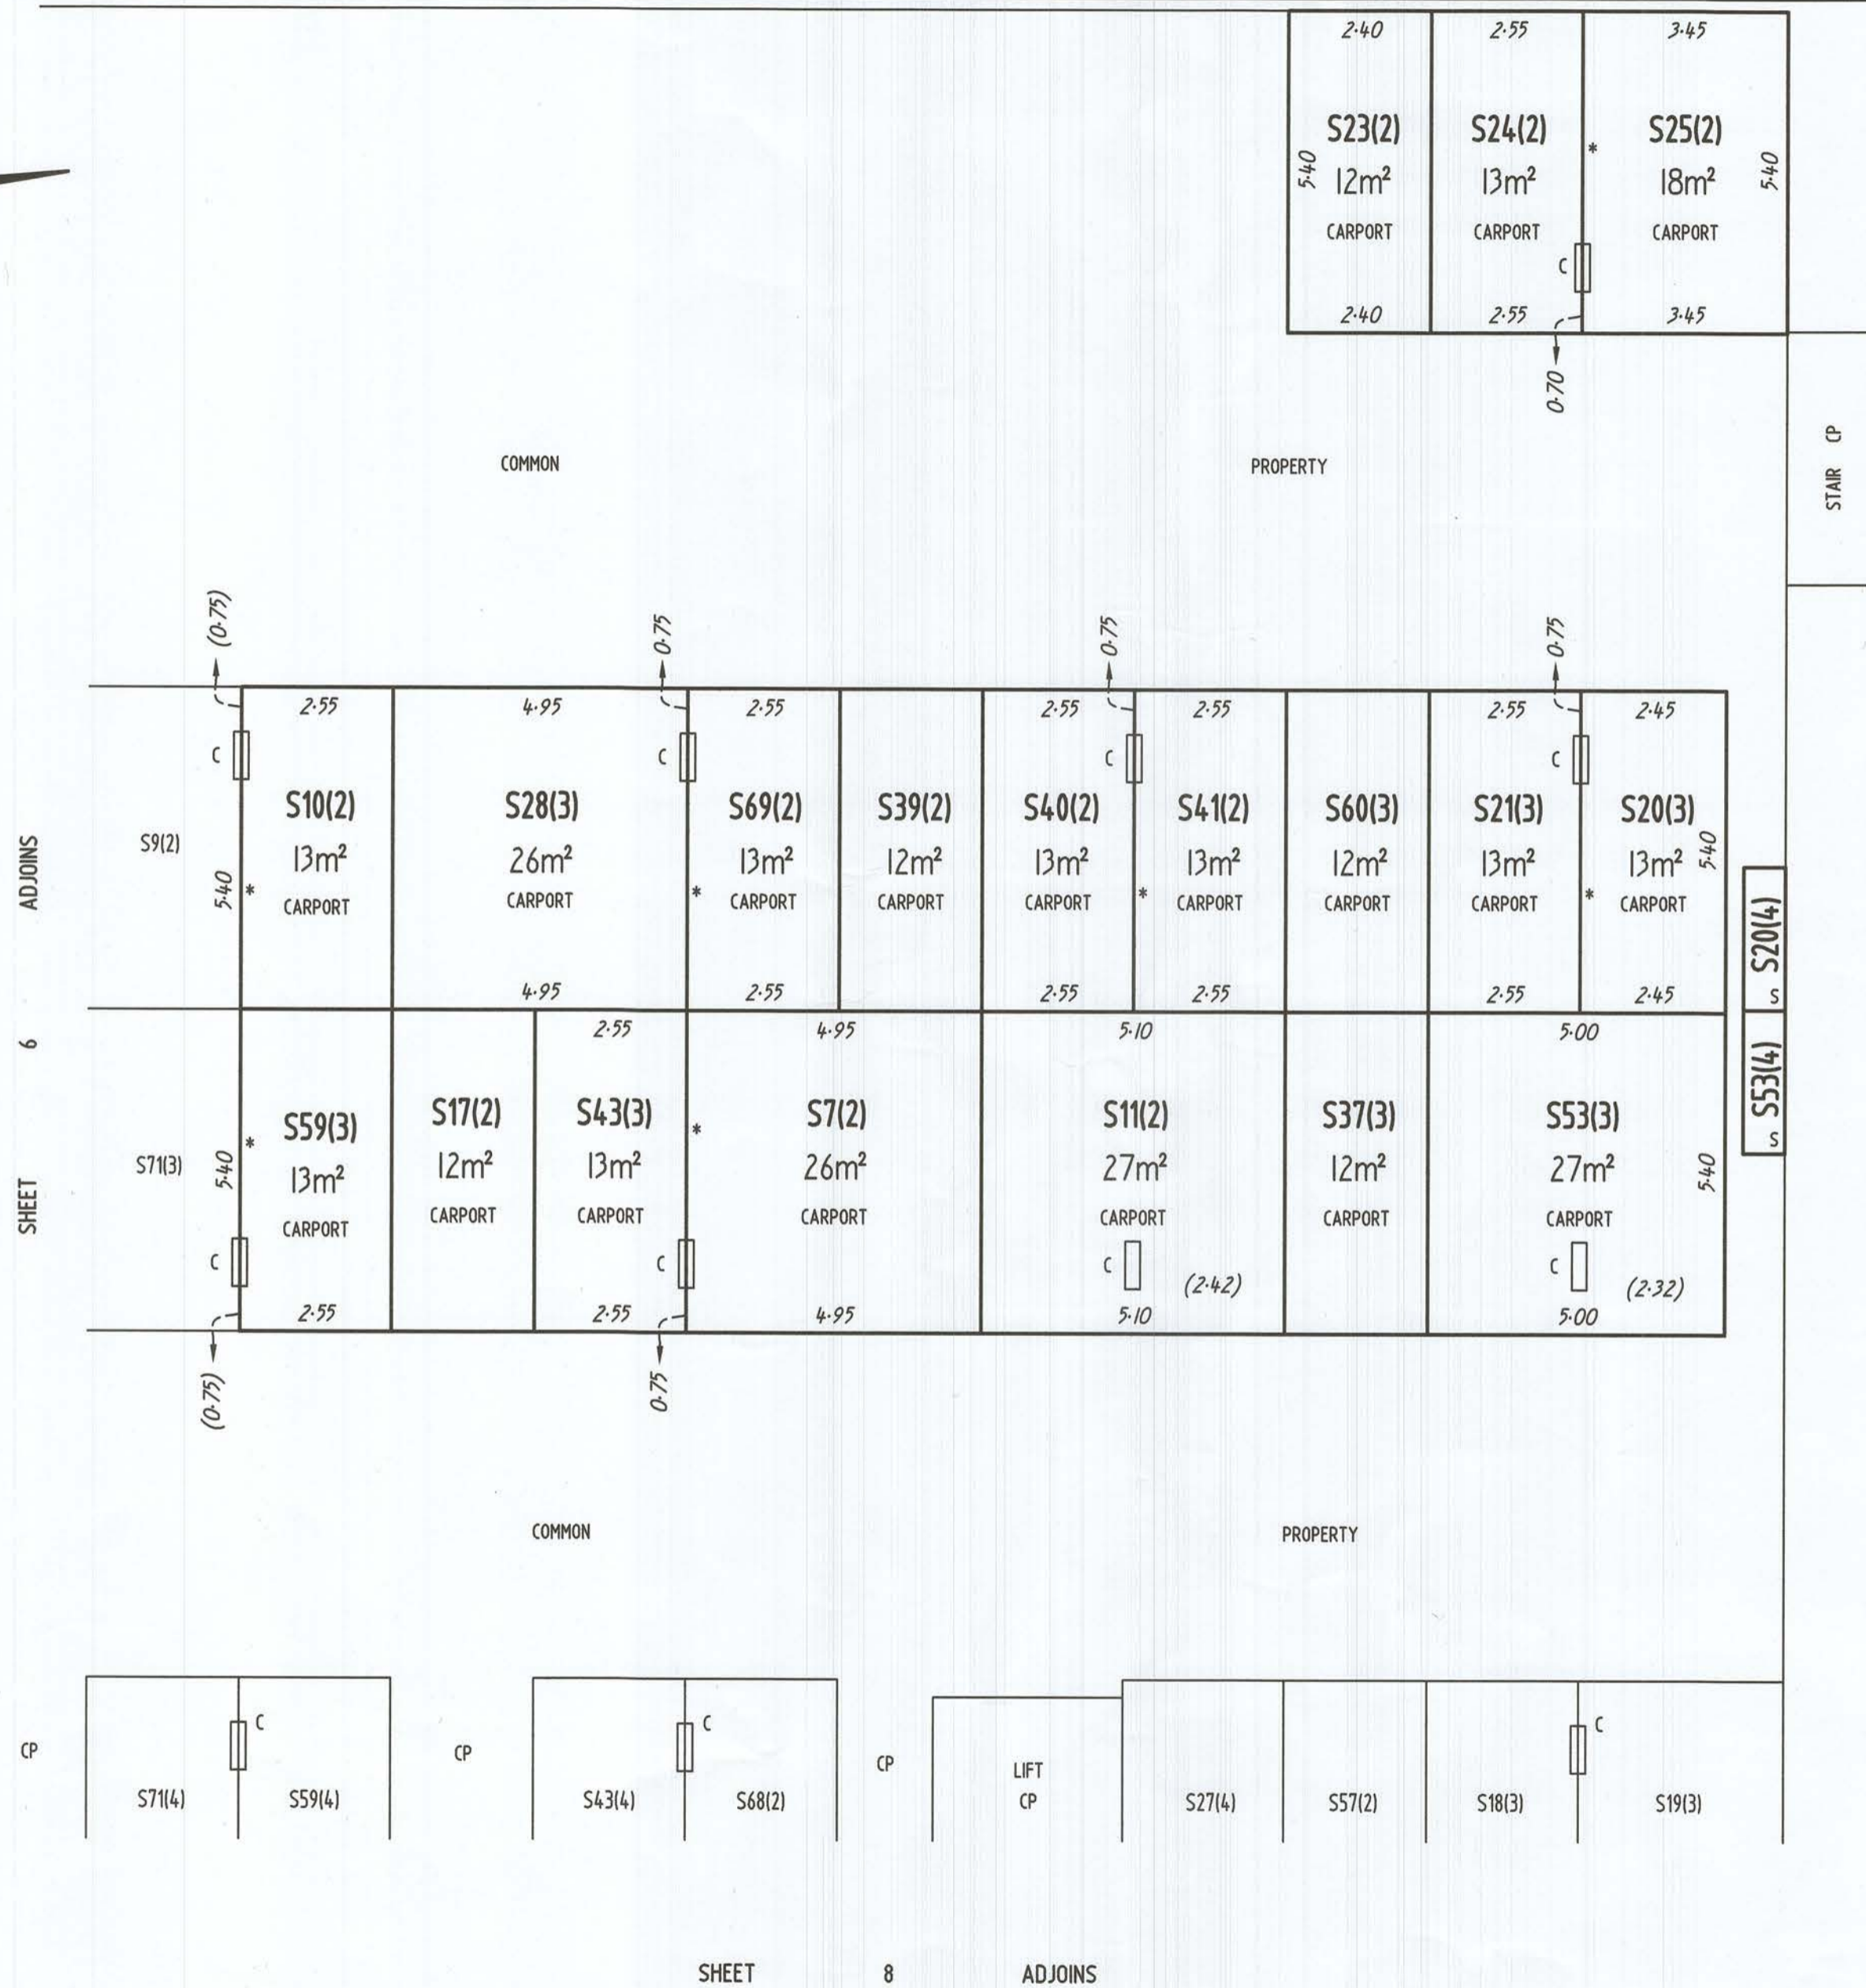 2·40 2·55 3·45
S23(2) S24(2) S25(2)
*
5·40 12m² 13m² 18m² 5·40
CARPORT CARPORT CARPORT
C
2·40 2·55 3·45
0·70
STAIR CP
COMMON PROPERTY
(0·75) 0·75 0·75 0·75
2·55 4·95 2·55 2·55 2·55 2·55 2·45
C C C C
S10(2) S28(3) S69(2) S39(2) S40(2) S41(2) S60(3) S21(3) S20(3)
S9(2)
13m² 26m² 13m² 12m² 13m² 13m² 12m² 13m² 13m² 5·40
5·40 * * * *
CARPORT CARPORT CARPORT CARPORT CARPORT CARPORT CARPORT CARPORT CARPORT
S20(4)
S
4·95 2·55 2·55 2·55 2·55 2·45
2·55 4·95 5·10 5·00
S53(4)
S
S59(3) S17(2) S43(3) S7(2) S11(2) S37(3) S53(3)
* *
S71(3) 5·40
13m² 12m² 13m² 26m² 27m² 12m² 27m² 5·40
CARPORT CARPORT CARPORT CARPORT CARPORT CARPORT CARPORT
C C C (2·42) C (2·32)
2·55 2·55 4·95 5·10 5·00
(0·75) 0·75
SHEET 6 ADJOINS
COMMON PROPERTY
C C C
CP CP CP LIFT
CP
S71(4) S59(4) S43(4) S68(2) S27(4) S57(2) S18(3) S19(3)
SHEET 8 ADJOINS